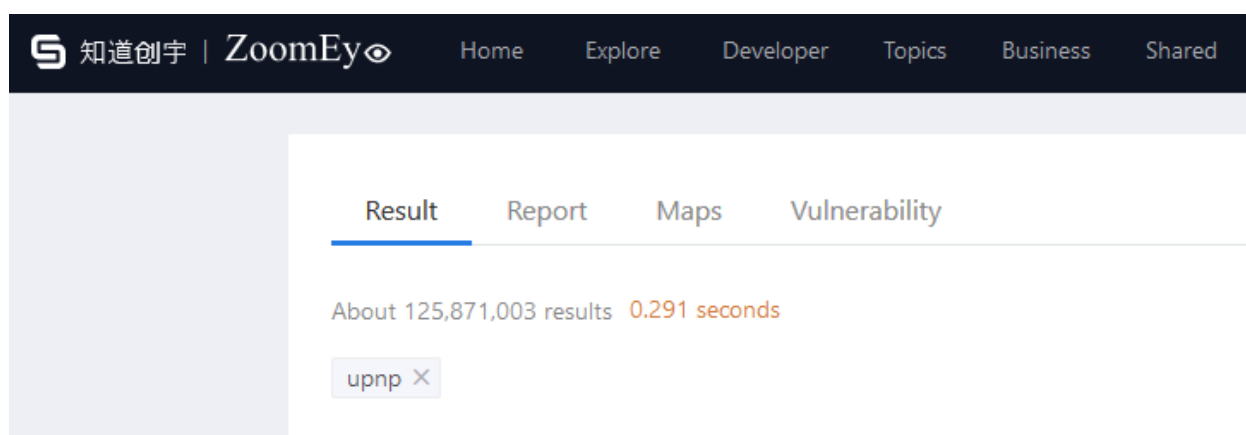 知道创宇 | ZoomEye Home Explore Developer Topics Business Shared
Result Report Maps Vulnerability
About 125,871,003 results 0.291 seconds
upnp ×